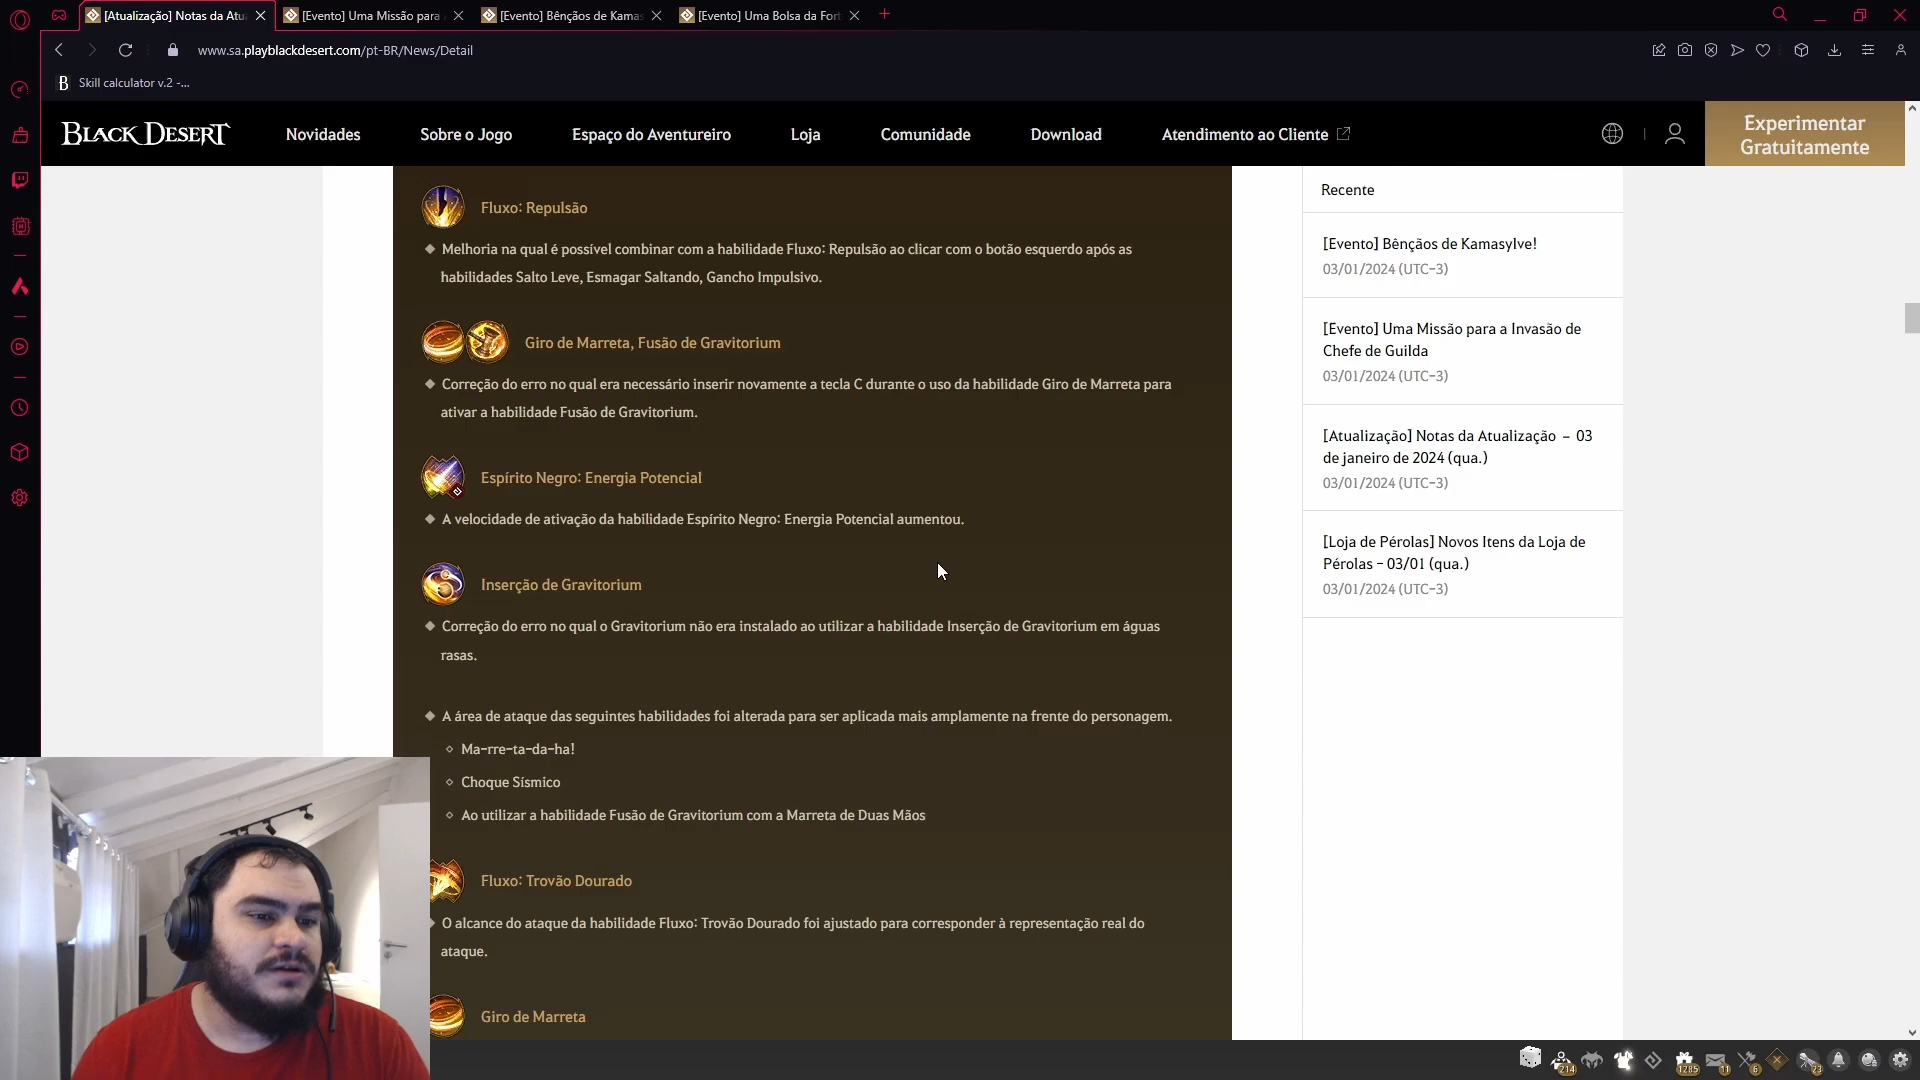 [Atualização] Notas da Atu
[Evento] Uma Missão para
[Evento] Bênçãos de Kamas
[Evento] Uma Bolsa da For
www.sa.playblackdesert.com/pt-BR/News/Detail
B Skill calculator v.2 -...
BLACK DESERT
Novidades
Sobre o Jogo
Espaço do Aventureiro
Loja
Comunidade
Download
Atendimento ao Cliente
Experimentar
Gratuitamente
Fluxo: Repulsão
Melhoria na qual é possível combinar com a habilidade Fluxo: Repulsão ao clicar com o botão esquerdo após as
habilidades Salto Leve, Esmagar Saltando, Gancho Impulsivo.
Giro de Marreta, Fusão de Gravitorium
Correção do erro no qual era necessário inserir novamente a tecla C durante o uso da habilidade Giro de Marreta para
ativar a habilidade Fusão de Gravitorium.
Espírito Negro: Energia Potencial
A velocidade de ativação da habilidade Espírito Negro: Energia Potencial aumentou.
Inserção de Gravitorium
Correção do erro no qual o Gravitorium não era instalado ao utilizar a habilidade Inserção de Gravitorium em águas
rasas.
A área de ataque das seguintes habilidades foi alterada para ser aplicada mais amplamente na frente do personagem.
Ma-rre-ta-da-ha!
Choque Sísmico
Ao utilizar a habilidade Fusão de Gravitorium com a Marreta de Duas Mãos
Fluxo: Trovão Dourado
O alcance do ataque da habilidade Fluxo: Trovão Dourado foi ajustado para corresponder à representação real do
ataque.
Giro de Marreta
Recente
[Evento] Bênçãos de Kamasylve!
03/01/2024 (UTC-3)
[Evento] Uma Missão para a Invasão de
Chefe de Guilda
03/01/2024 (UTC-3)
[Atualização] Notas da Atualização – 03
de janeiro de 2024 (qua.)
03/01/2024 (UTC-3)
[Loja de Pérolas] Novos Itens da Loja de
Pérolas – 03/01 (qua.)
03/01/2024 (UTC-3)
214
1285
11
6
23